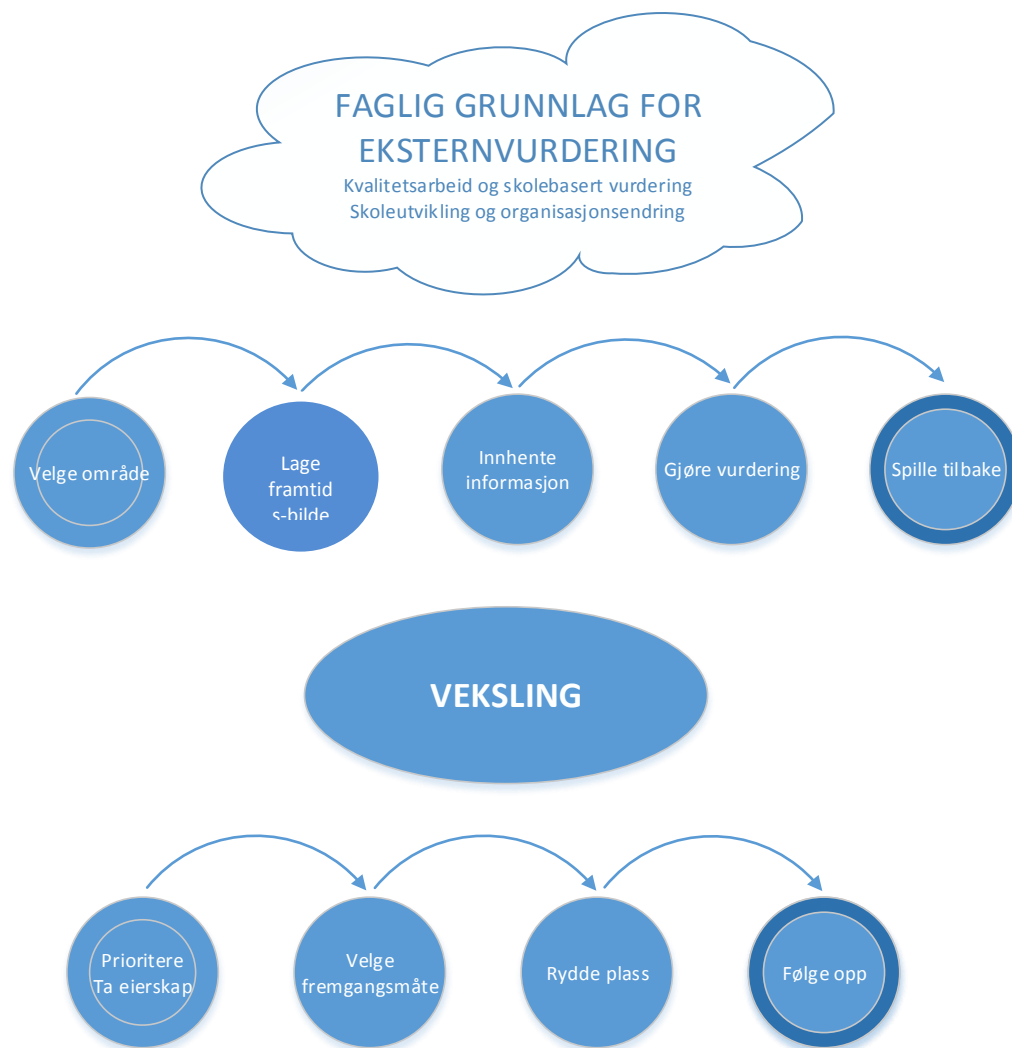 FAGLIG GRUNNLAG FOR
EKSTERNVURDERING
Kvalitetsarbeid og skolebasert vurdering
Skoleutvikling og organisasjonsendring
Velge område
Lage
framtid
s-bilde
Innhente
informasjon
Gjøre vurdering
Spille tilbake
VEKSLING
Prioritere
Ta eierskap
Velge
fremgangsmåte
Rydde plass
Følge opp